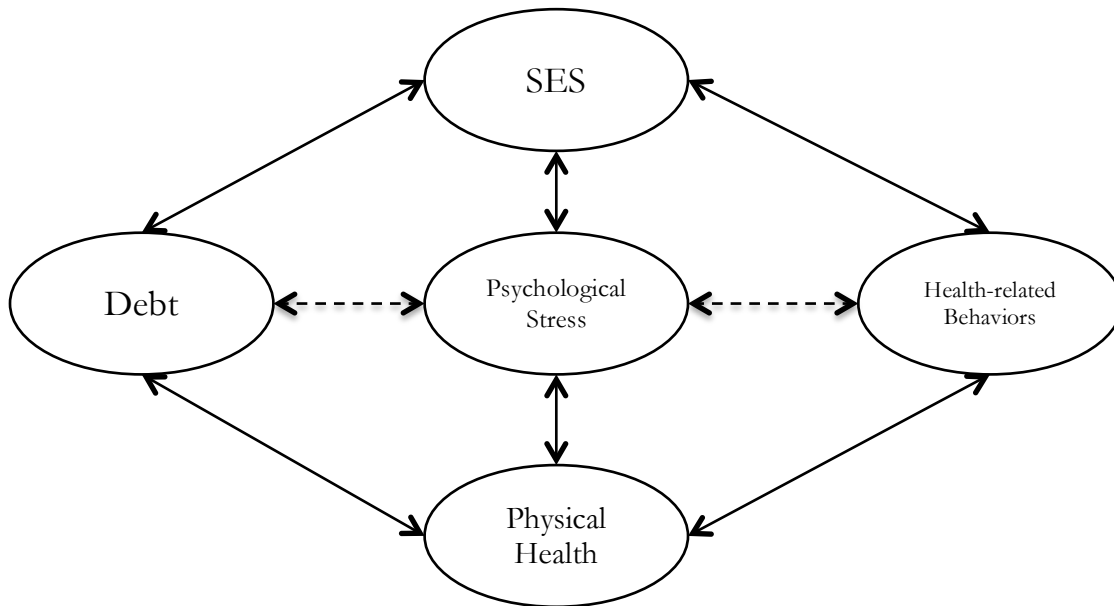 SES
Debt
Psychological
Stress
Health-related
Behaviors
Physical
Health